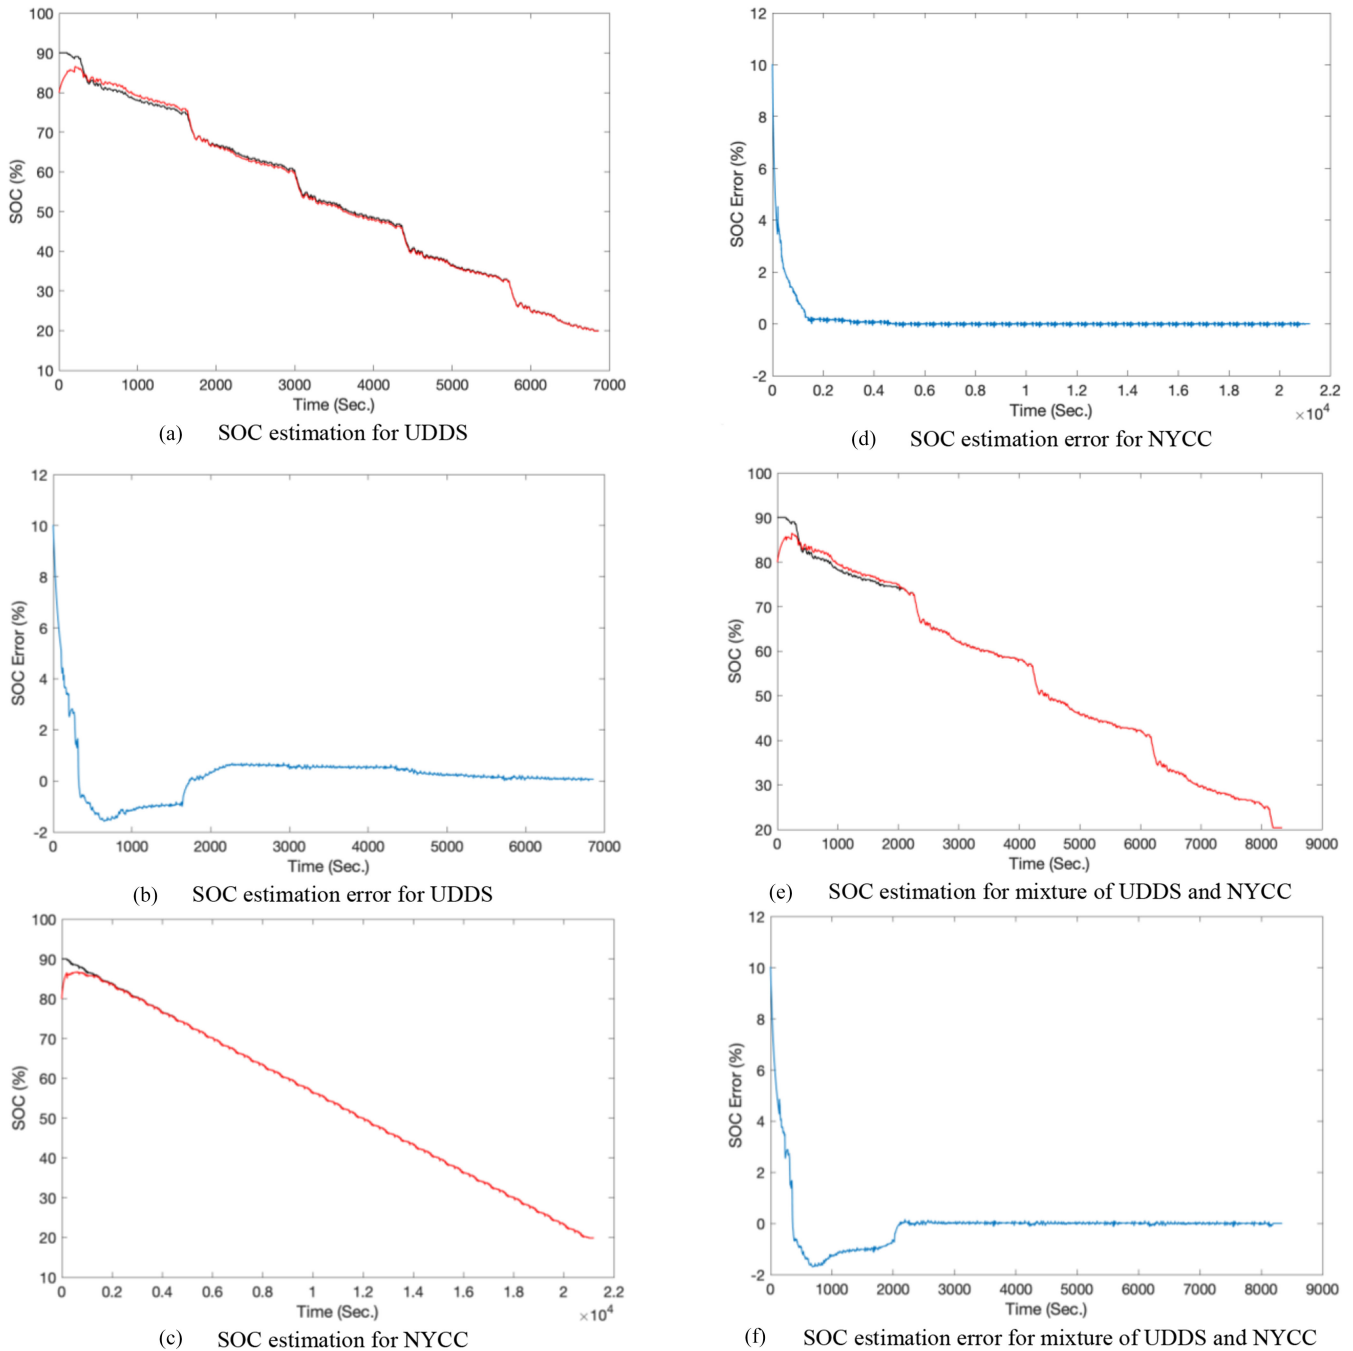 100
90
80
70
60
50
40
30
20
10
SOC (%)
0 1000 2000 3000 4000 5000 6000 7000
Time (Sec.)
(a) SOC estimation for UDDS
12
10
8
6
4
2
0
-2
SOC Error (%)
0 1000 2000 3000 4000 5000 6000 7000
Time (Sec.)
(b) SOC estimation error for UDDS
100
90
80
70
60
50
40
30
20
10
SOC (%)
0 0.2 0.4 0.6 0.8 1 1.2 1.4 1.6 1.8 2 2.2
Time (Sec.)
×10⁴
(c) SOC estimation for NYCC
12
10
8
6
4
2
0
-2
SOC Error (%)
0 0.2 0.4 0.6 0.8 1 1.2 1.4 1.6 1.8 2 2.2
Time (Sec.)
×10⁴
(d) SOC estimation error for NYCC
100
90
80
70
60
50
40
30
20
SOC (%)
0 1000 2000 3000 4000 5000 6000 7000 8000 9000
Time (Sec.)
(e) SOC estimation for mixture of UDDS and NYCC
12
10
8
6
4
2
0
-2
SOC Error (%)
0 1000 2000 3000 4000 5000 6000 7000 8000 9000
Time (Sec.)
(f) SOC estimation error for mixture of UDDS and NYCC